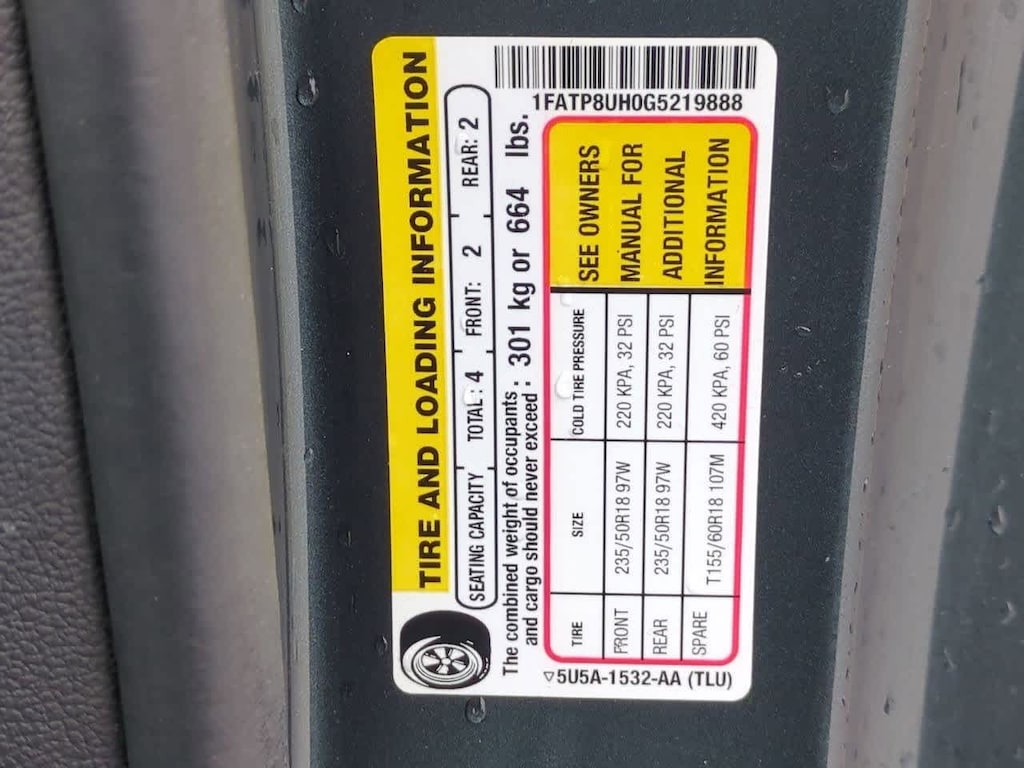 TIRE AND LOADING INFORMATION
SEATING CAPACITY TOTAL: 4 FRONT: 2 REAR: 2
The combined weight of occupants
and cargo should never exceed : 301 kg or 664 lbs.
TIRE SIZE COLD TIRE PRESSURE
FRONT 235/50R18 97W 220 KPA, 32 PSI
REAR 235/50R18 97W 220 KPA, 32 PSI
SPARE T155/60R18 107M 420 KPA, 60 PSI
SEE OWNERS
MANUAL FOR
ADDITIONAL
INFORMATION
1FATP8UH0G5219888
▽5U5A-1532-AA (TLU)